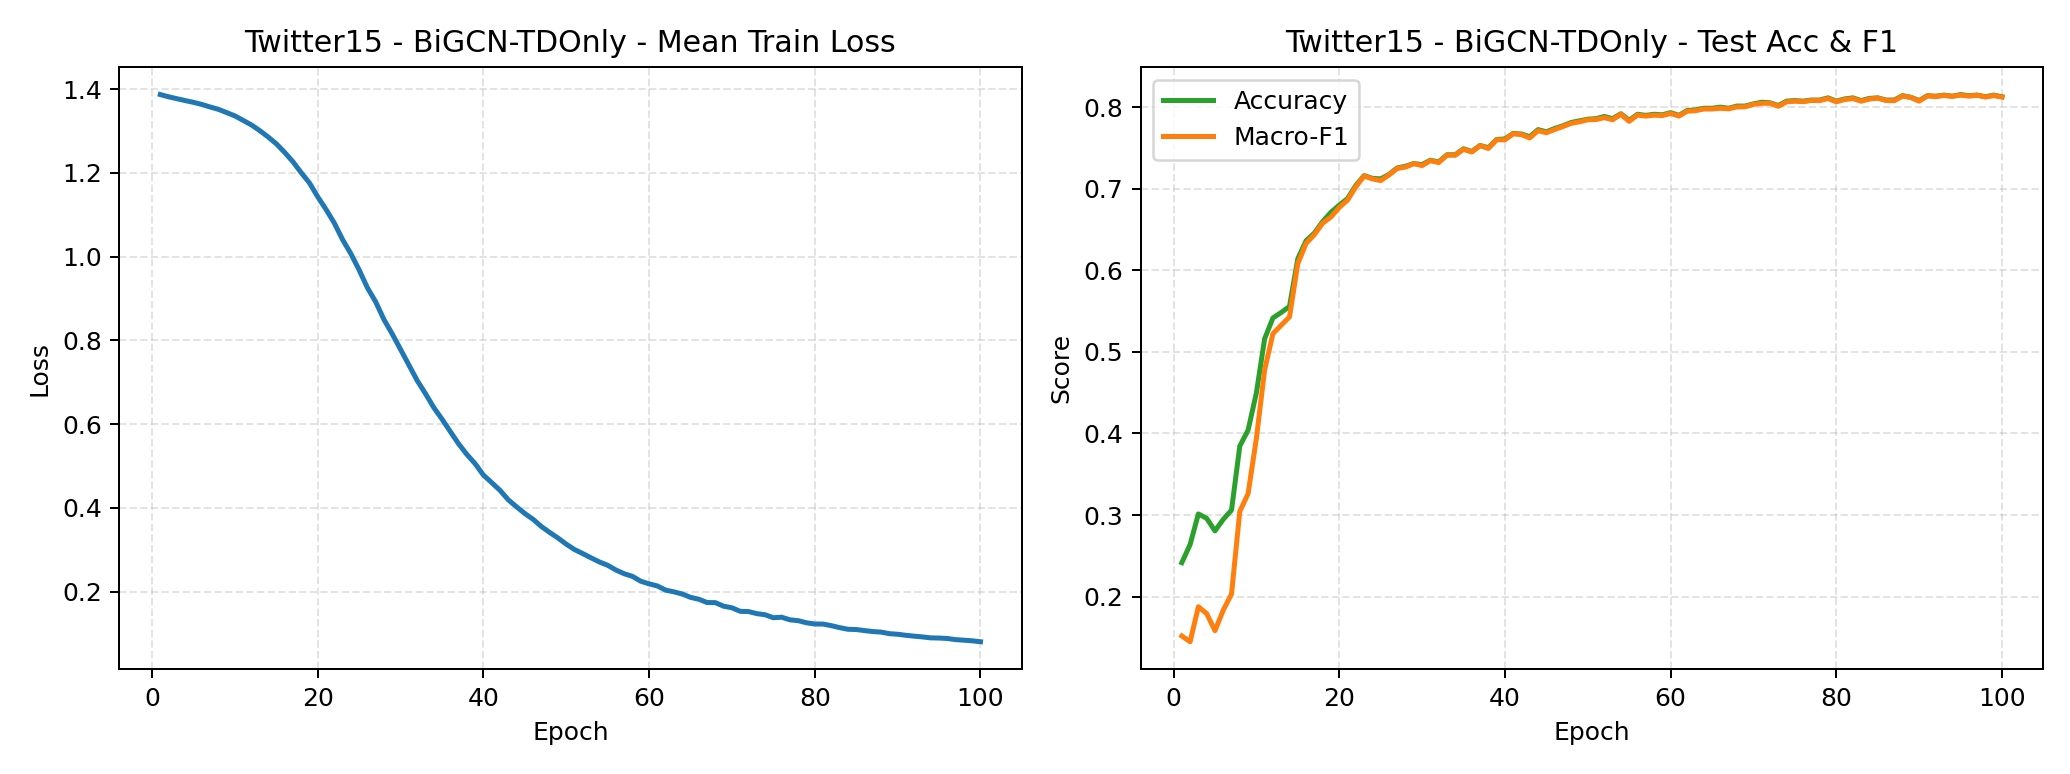 Twitter15 - BiGCN-TDOnly - Mean Train Loss
1.4
1.2
1.0
0.8
0.6
0.4
0.2
Loss
0 20 40 60 80 100
Epoch
Twitter15 - BiGCN-TDOnly - Test Acc & F1
Accuracy
Macro-F1
0.8
0.7
0.6
0.5
0.4
0.3
0.2
Score
0 20 40 60 80 100
Epoch